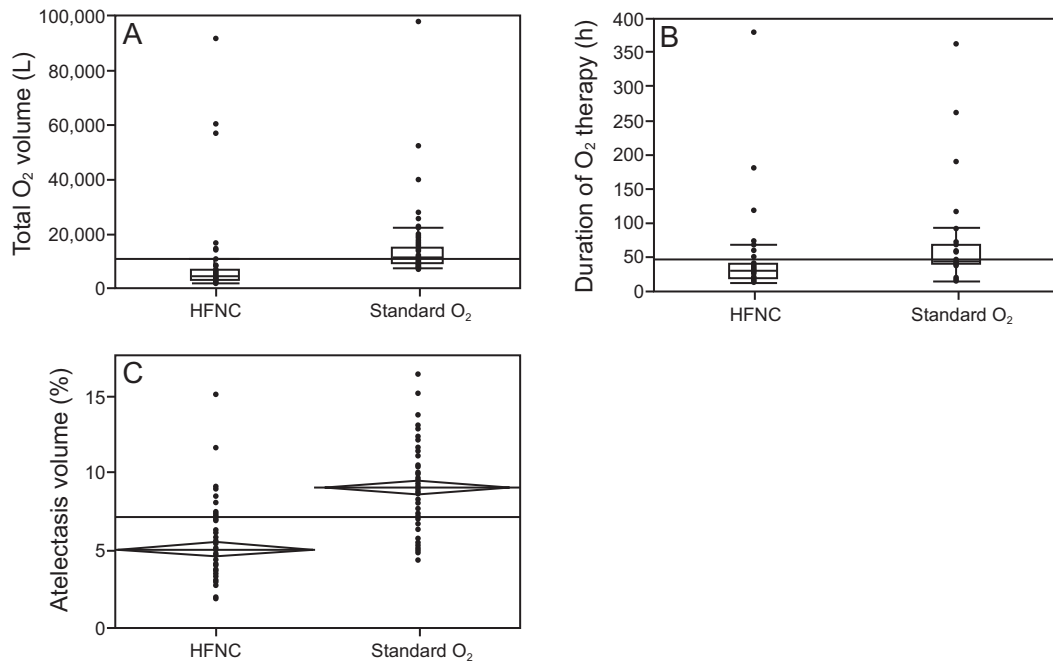 A
Total O₂ volume (L)
100,000
80,000
60,000
40,000
20,000
0
HFNC
Standard O₂
B
Duration of O₂ therapy (h)
400
350
300
250
200
150
100
50
0
HFNC
Standard O₂
C
Atelectasis volume (%)
15
10
5
0
HFNC
Standard O₂